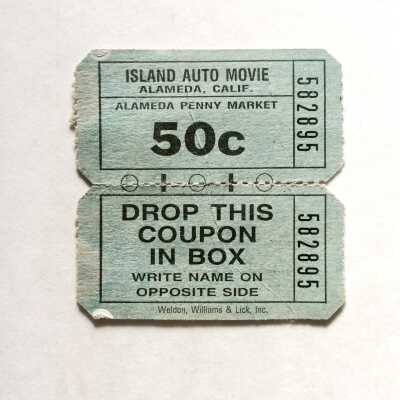 ISLAND AUTO MOVIE
ALAMEDA, CALIF.
ALAMEDA PENNY MARKET
50c
582895
DROP THIS
COUPON
IN BOX
WRITE NAME ON
OPPOSITE SIDE
582895
Weldon, Williams & Lick, Inc.